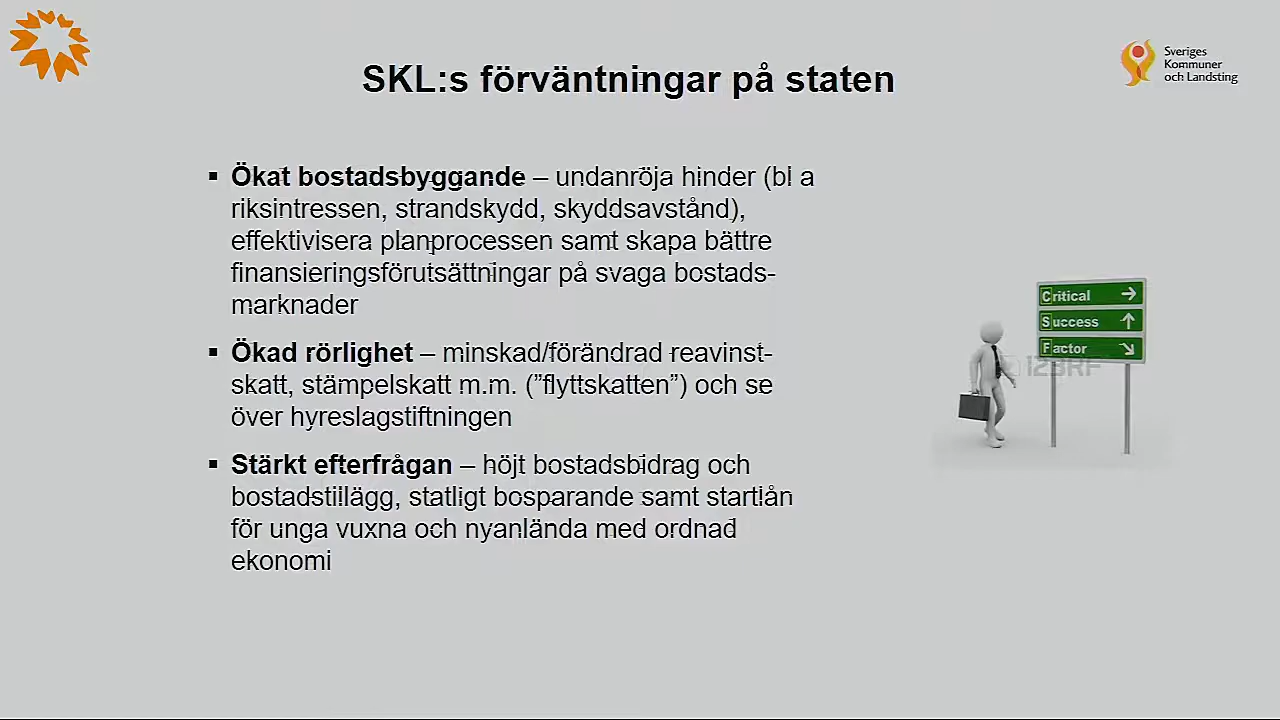 SKL:s förväntningar på staten
Sveriges
Kommuner
och Landsting
▪ Ökat bostadsbyggande – undanröja hinder (bl a
riksintressen, strandskydd, skyddsavstånd),
effektivisera planprocessen samt skapa bättre
finansieringsförutsättningar på svaga bostads-
marknader
▪ Ökad rörlighet – minskad/förändrad reavinst-
skatt, stämpelskatt m.m. (”flyttskatten”) och se
över hyreslagstiftningen
▪ Stärkt efterfrågan – höjt bostadsbidrag och
bostadstillägg, statligt bosparande samt startlån
för unga vuxna och nyanlända med ordnad
ekonomi
Critical
Success
Factor
123RF